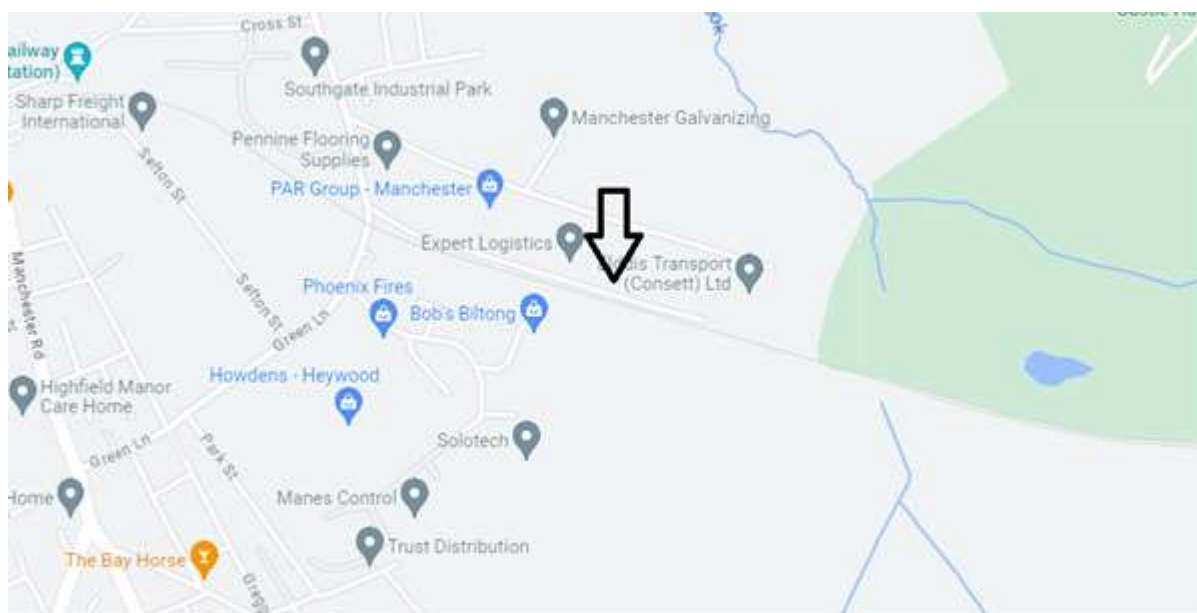 Cross St
ailway
tation)
Southgate Industrial Park
Sharp Freight
International
Manchester Galvanizing
Pennine Flooring
Supplies
Sefton St
PAR Group - Manchester
Expert Logistics
Transport
(Consett) Ltd
Manchester Rd
Phoenix Fires
Sefton St
Bob's Biltong
Green Ln
Howdens - Heywood
Highfield Manor
Care Home
Green Ln
Park St
Solotech
Home
Manes Control
Trust Distribution
The Bay Horse
Gregg